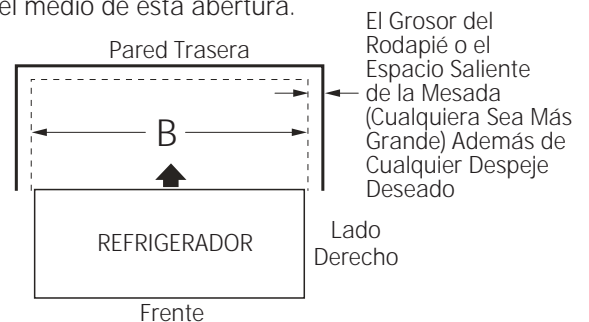 el medio de esta abertura.
Pared Trasera
El Grosor del
Rodapié o el
Espacio Saliente
de la Mesada
(Cualquiera Sea Más
Grande) Además de
Cualquier Despeje
Deseado
B
REFRIGERADOR
Lado
Derecho
Frente